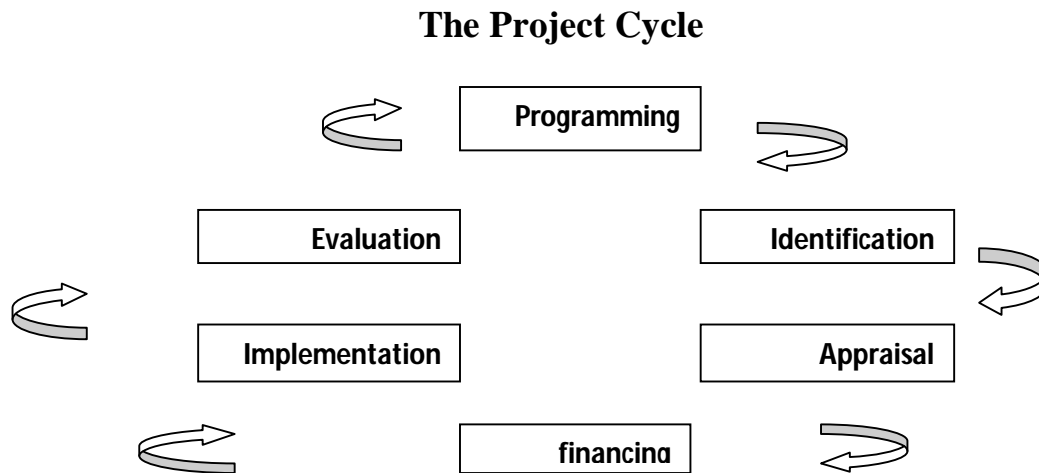 The Project Cycle
Programming
Evaluation
Identification
Implementation
Appraisal
financing